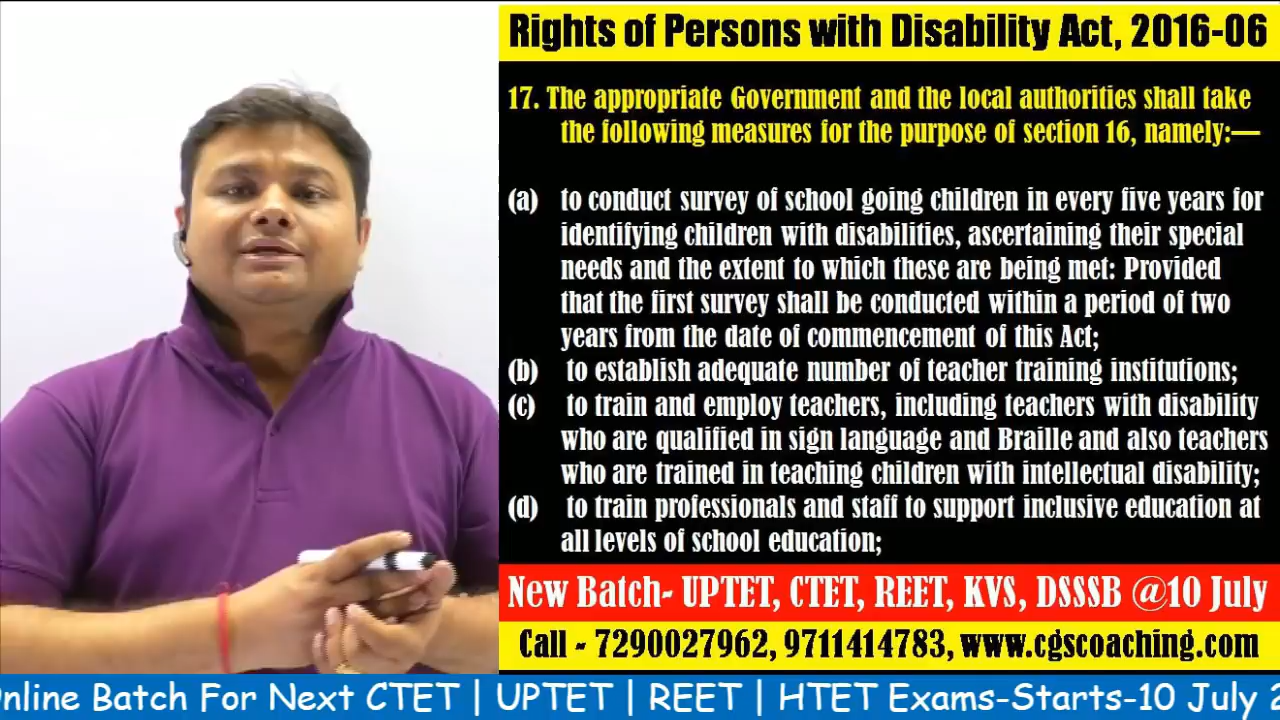 Rights of Persons with Disability Act, 2016-06
17. The appropriate Government and the local authorities shall take
the following measures for the purpose of section 16, namely:—
(a) to conduct survey of school going children in every five years for
identifying children with disabilities, ascertaining their special
needs and the extent to which these are being met: Provided
that the first survey shall be conducted within a period of two
years from the date of commencement of this Act;
(b) to establish adequate number of teacher training institutions;
(c) to train and employ teachers, including teachers with disability
who are qualified in sign language and Braille and also teachers
who are trained in teaching children with intellectual disability;
(d) to train professionals and staff to support inclusive education at
all levels of school education;
New Batch- UPTET, CTET, REET, KVS, DSSSB @10 July
Call - 7290027962, 9711414783, www.cgscoaching.com
nline Batch For Next CTET | UPTET | REET | HTET Exams-Starts-10 July 2